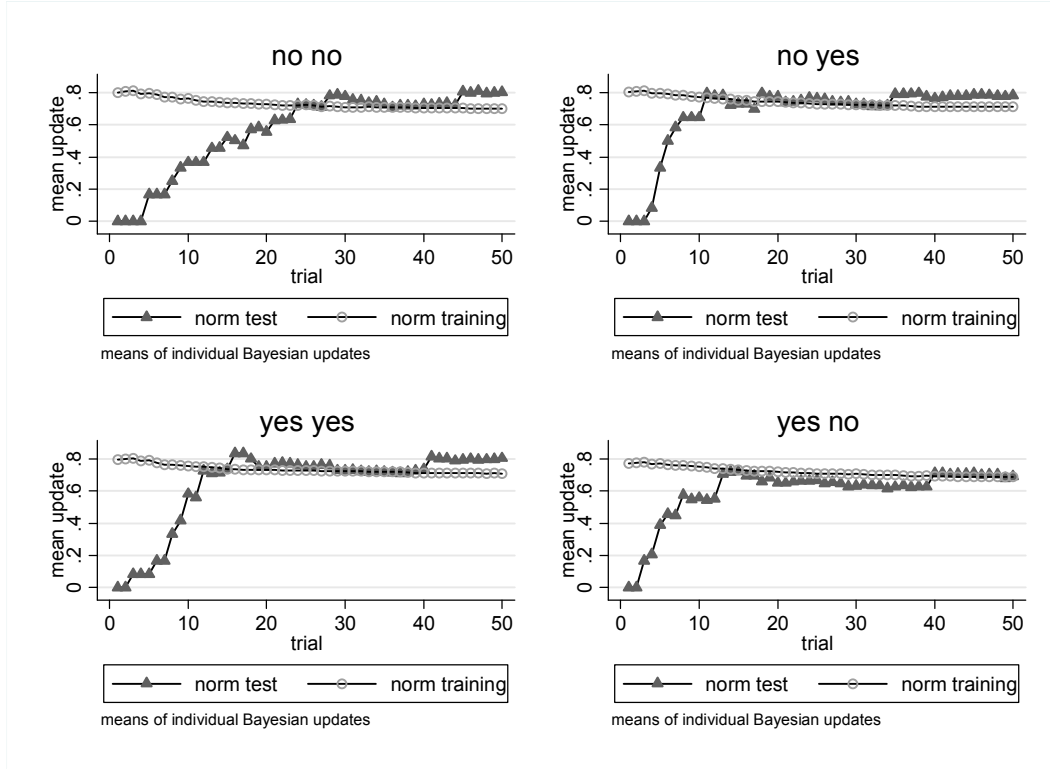 no no
mean update
0 .2 .4 .6 .8
0 10 20 30 40 50
trial
norm test norm training
means of individual Bayesian updates
no yes
mean update
0 .2 .4 .6 .8
0 10 20 30 40 50
trial
norm test norm training
means of individual Bayesian updates
yes yes
mean update
0 .2 .4 .6 .8
0 10 20 30 40 50
trial
norm test norm training
means of individual Bayesian updates
yes no
mean update
0 .2 .4 .6 .8
0 10 20 30 40 50
trial
norm test norm training
means of individual Bayesian updates